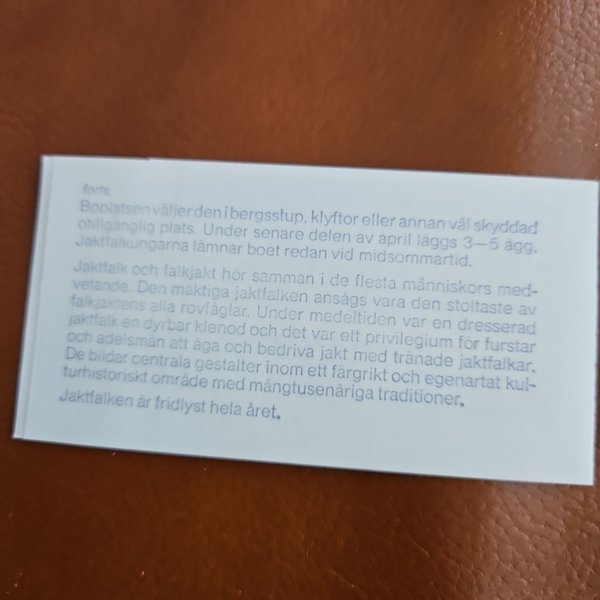 forts.
Boplatsen väljer den i bergsstup, klyftor eller annan väl skyddad
otillgänglig plats. Under senare delen av april läggs 3–5 ägg.
Jaktfalkungarna lämnar boet redan vid midsommartid.
Jaktfalk och falkjakt hör samman i de flesta människors med-
vetande. Den mäktiga jaktfalken ansågs vara den stoltaste av
falkjaktens alla rovfåglar. Under medeltiden var en dresserad
jaktfalk en dyrbar klenod och det var ett privilegium för furstar
och adelsmän att äga och bedriva jakt med tränade jaktfalkar.
De bildar centrala gestalter inom ett färgrikt och egenartat kul-
turhistoriskt område med mångtusenåriga traditioner.
Jaktfalken är fridlyst hela året.